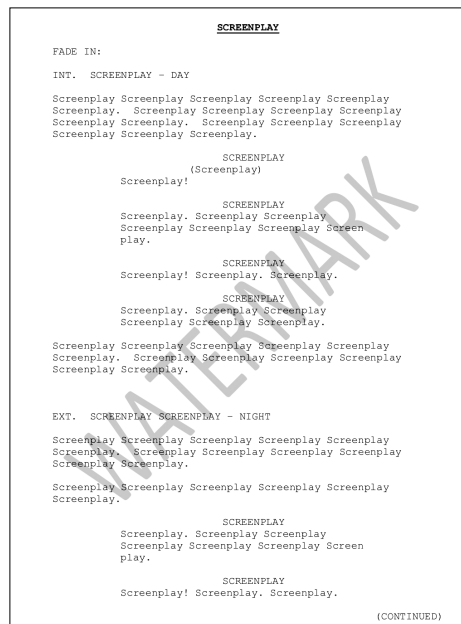 SCREENPLAY
FADE IN:
INT. SCREENPLAY – DAY
Screenplay Screenplay Screenplay Screenplay Screenplay
Screenplay. Screenplay Screenplay Screenplay Screenplay
Screenplay Screenplay. Screenplay Screenplay Screenplay
Screenplay Screenplay Screenplay.
SCREENPLAY
(Screenplay)
Screenplay!
SCREENPLAY
Screenplay. Screenplay Screenplay
Screenplay Screenplay Screenplay Screen
play.
SCREENPLAY
Screenplay! Screenplay. Screenplay.
SCREENPLAY
Screenplay. Screenplay Screenplay
Screenplay Screenplay Screenplay.
Screenplay Screenplay Screenplay Screenplay Screenplay
Screenplay. Screenplay Screenplay Screenplay Screenplay
Screenplay Screenplay.
EXT. SCREENPLAY SCREENPLAY – NIGHT
Screenplay Screenplay Screenplay Screenplay Screenplay
Screenplay. Screenplay Screenplay Screenplay Screenplay
Screenplay Screenplay.
Screenplay Screenplay Screenplay Screenplay Screenplay
Screenplay.
SCREENPLAY
Screenplay. Screenplay Screenplay
Screenplay Screenplay Screenplay Screen
play.
SCREENPLAY
Screenplay! Screenplay. Screenplay.
(CONTINUED)
WATERMARK